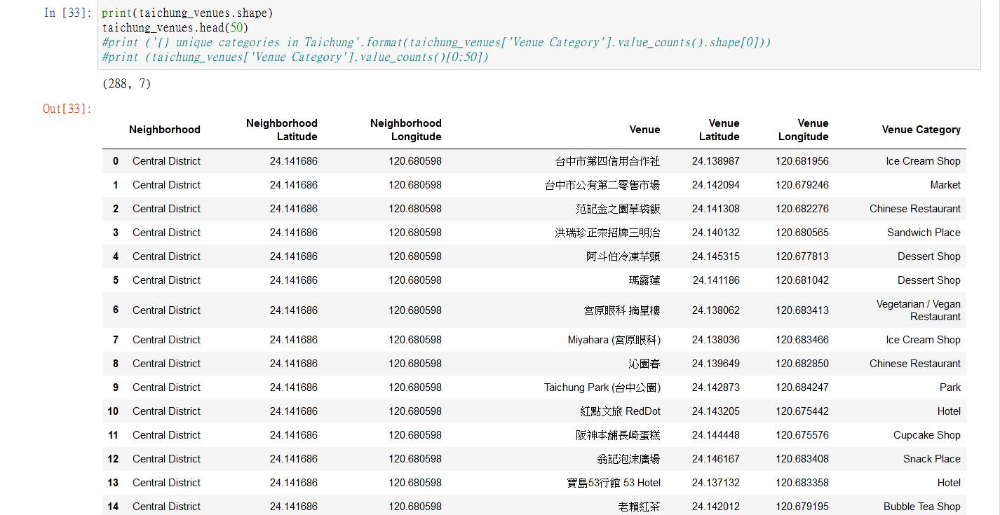 In [33]: print(taichung_venues.shape)
taichung_venues.head(50)
#print ('{} unique categories in Taichung'.format(taichung_venues['Venue Category'].value_counts().shape[0]))
#print (taichung_venues['Venue Category'].value_counts()[0:50])
(288, 7)
Out[33]:
Neighborhood Neighborhood Latitude Neighborhood Longitude Venue Venue Latitude Venue Longitude Venue Category
0 Central District 24.141686 120.680598 台中市第四信用合作社 24.138987 120.681956 Ice Cream Shop
1 Central District 24.141686 120.680598 台中市公有第二零售市場 24.142094 120.679246 Market
2 Central District 24.141686 120.680598 范記金之園草袋飯 24.141308 120.682276 Chinese Restaurant
3 Central District 24.141686 120.680598 洪瑞珍正宗招牌三明治 24.140132 120.680565 Sandwich Place
4 Central District 24.141686 120.680598 阿斗伯冷凍芋頭 24.145315 120.677813 Dessert Shop
5 Central District 24.141686 120.680598 瑪露蓮 24.141186 120.681042 Dessert Shop
6 Central District 24.141686 120.680598 宮原眼科 摘星樓 24.138062 120.683413 Vegetarian / Vegan Restaurant
7 Central District 24.141686 120.680598 Miyahara (宮原眼科) 24.138036 120.683466 Ice Cream Shop
8 Central District 24.141686 120.680598 沁園春 24.139649 120.682850 Chinese Restaurant
9 Central District 24.141686 120.680598 Taichung Park (台中公園) 24.142873 120.684247 Park
10 Central District 24.141686 120.680598 紅點文旅 RedDot 24.143205 120.675442 Hotel
11 Central District 24.141686 120.680598 阪神本舖長崎蛋糕 24.144448 120.675576 Cupcake Shop
12 Central District 24.141686 120.680598 翁記泡沫廣場 24.146167 120.683408 Snack Place
13 Central District 24.141686 120.680598 寶島53行館 53 Hotel 24.137132 120.683358 Hotel
14 Central District 24.141686 120.680598 老賴紅茶 24.142012 120.679195 Bubble Tea Shop